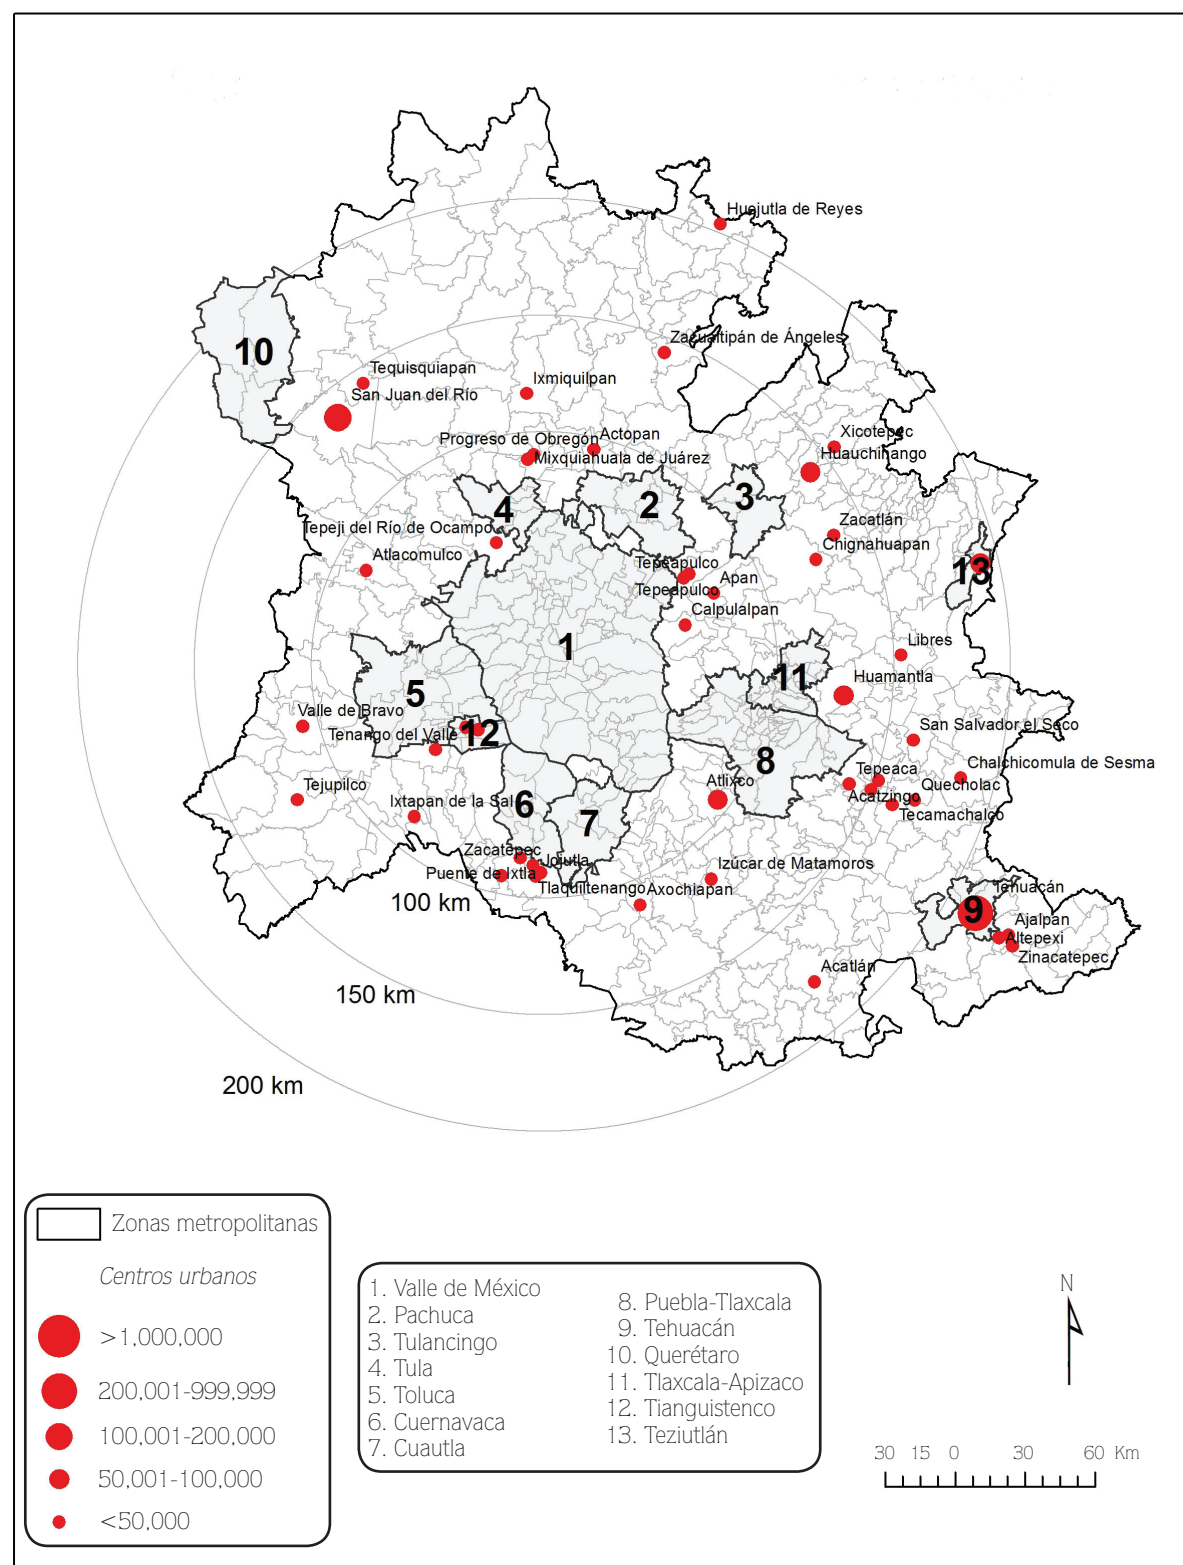 Huejutla de Reyes
Zacualtipán de Ángeles
10
Tequisquiapan
San Juan del Río
Ixmiquilpan
Progreso de Obregón
Actopan
Mixquiahuala de Juárez
Xicotepec
Huauchinango
4
2
3
Tepeji del Río de Ocampo
Atlacomulco
Zacatlán
Chignahuapan
Tepeapulco
Tepeapulco
Apan
Calpulalpan
13
1
Libres
11
Huamantla
5
Valle de Bravo
Tenango del Valle
12
San Salvador el Seco
8
Chalchicomula de Sesma
Tepeaca
Quecholac
Acatzingo
Tecamachalco
Atlixco
Tejupilco
Ixtapan de la Sal
6
7
Zacatepec
Jojutla
Puente de Ixtla
Tlaquiltenango
Axochiapan
Izúcar de Matamoros
100 km
Tehuacán
9
Ajalpan
Altepexi
Zinacatepec
Acatlán
150 km
200 km
Zonas metropolitanas
Centros urbanos
>1,000,000
200,001-999,999
100,001-200,000
50,001-100,000
<50,000
1. Valle de México
2. Pachuca
3. Tulancingo
4. Tula
5. Toluca
6. Cuernavaca
7. Cuautla
8. Puebla-Tlaxcala
9. Tehuacán
10. Querétaro
11. Tlaxcala-Apizaco
12. Tianguistenco
13. Teziutlán
N
30 15 0 30 60 Km